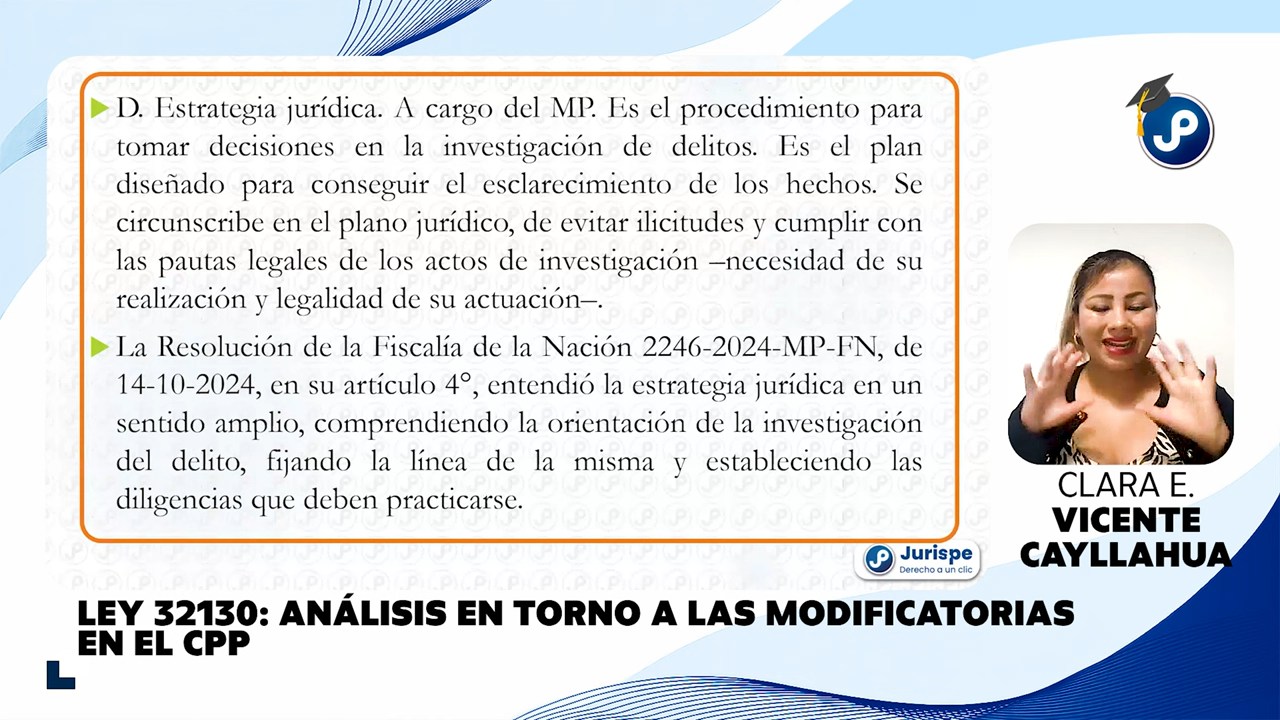 D. Estrategia jurídica. A cargo del MP. Es el procedimiento para
tomar decisiones en la investigación de delitos. Es el plan
diseñado para conseguir el esclarecimiento de los hechos. Se
circunscribe en el plano jurídico, de evitar ilicitudes y cumplir con
las pautas legales de los actos de investigación –necesidad de su
realización y legalidad de su actuación–.
La Resolución de la Fiscalía de la Nación 2246-2024-MP-FN, de
14-10-2024, en su artículo 4°, entendió la estrategia jurídica en un
sentido amplio, comprendiendo la orientación de la investigación
del delito, fijando la línea de la misma y estableciendo las
diligencias que deben practicarse.
JP
CLARA E.
VICENTE
CAYLLAHUA
JP Jurispe
Derecho a un clic
LEY 32130: ANÁLISIS EN TORNO A LAS MODIFICATORIAS
EN EL CPP